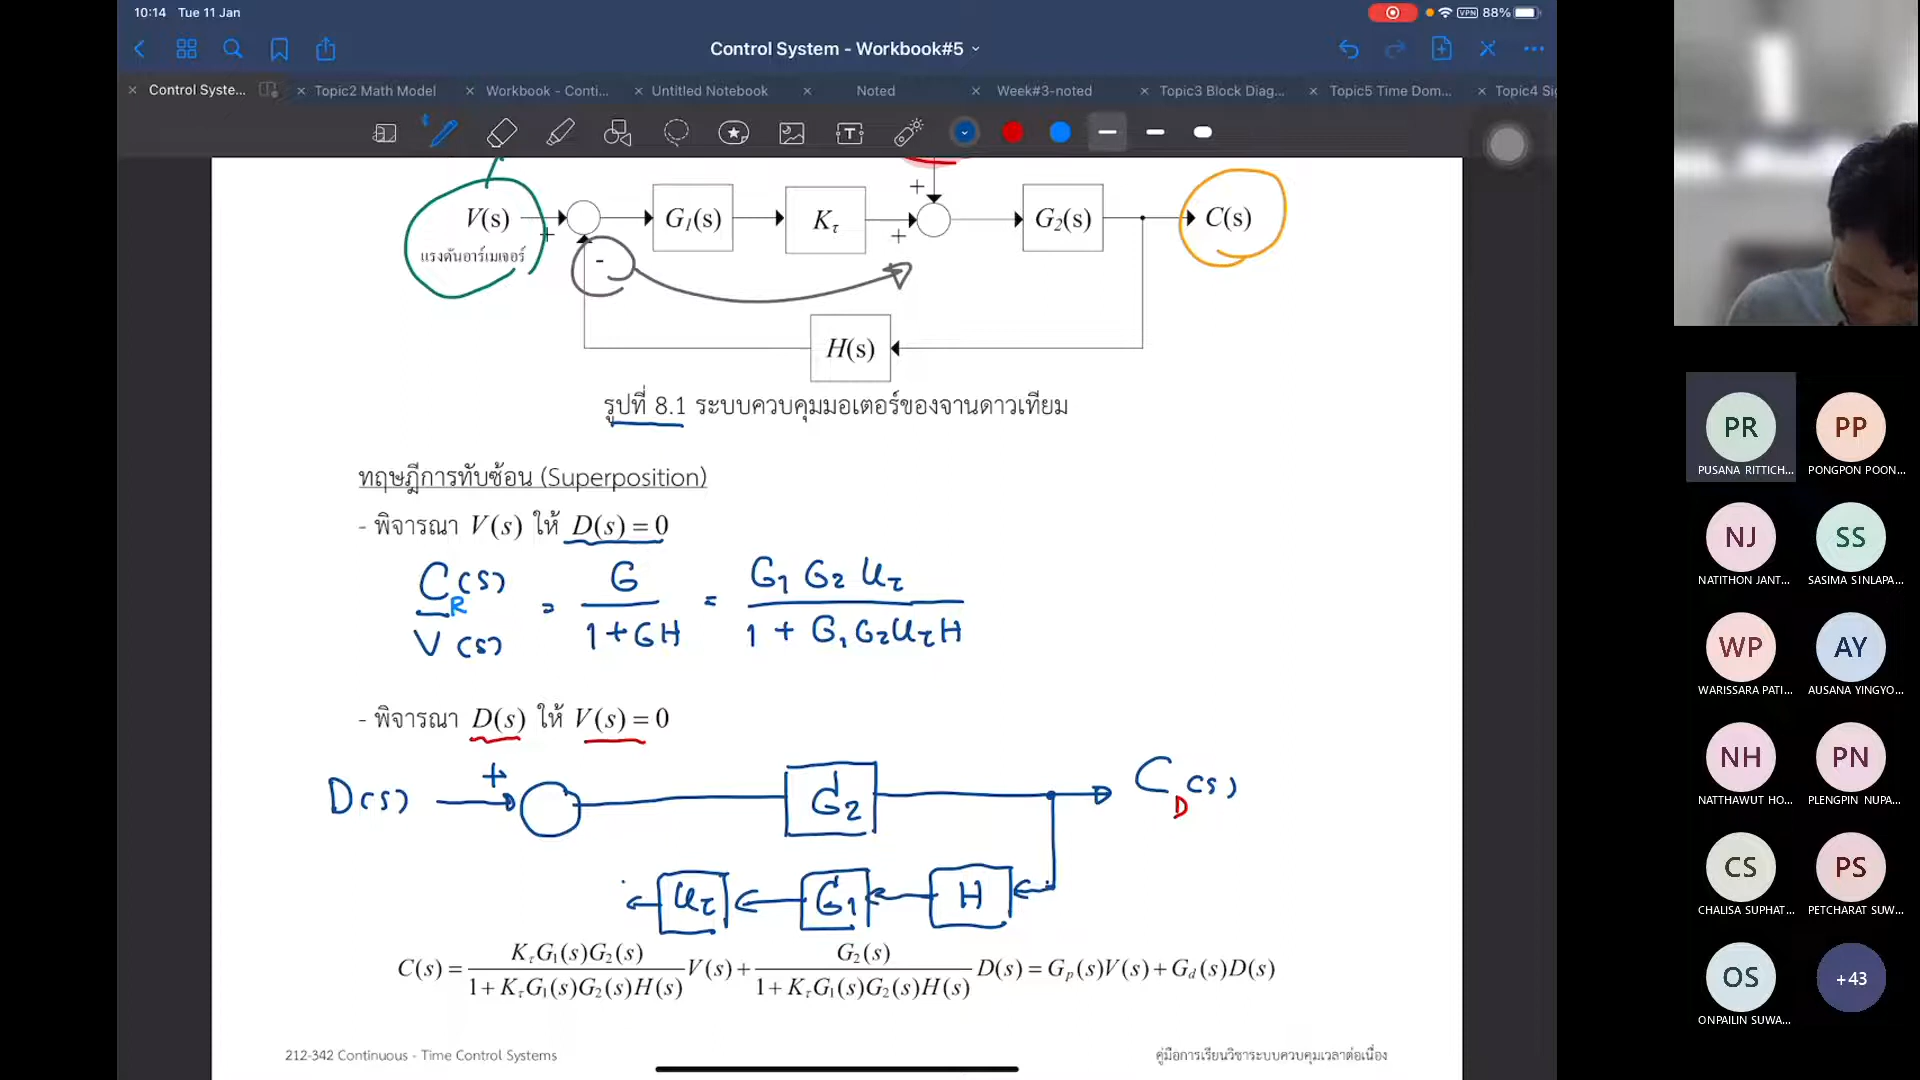 10:14 Tue 11 Jan
VPN 88%
Control System - Workbook#5
Control Syste...
Topic2 Math Model
Workbook - Conti...
Untitled Notebook
Noted
Week#3-noted
Topic3 Block Diag...
Topic5 Time Dom...
Topic4 Si
V(s)
แรงดันอาร์เมเจอร์
+
-
G₁(s)
Kτ
+
+
G₂(s)
C(s)
H(s)
รูปที่ 8.1 ระบบควบคุมมอเตอร์ของจานดาวเทียม
ทฤษฎีการทับซ้อน (Superposition)
- พิจารณา V(s) ให้ D(s) = 0
C_R(s) / V(s) = G / 1+GH = G₁ G₂ Kτ / 1 + G₁G₂KτH
- พิจารณา D(s) ให้ V(s) = 0
D(s) + G₂ C_D(s)
Kτ G₁ H
C(s) = KτG₁(s)G₂(s) / 1+KτG₁(s)G₂(s)H(s) V(s) + G₂(s) / 1+KτG₁(s)G₂(s)H(s) D(s) = Gₚ(s)V(s) + G_d(s)D(s)
212-342 Continuous - Time Control Systems
คู่มือการเรียนวิชาระบบควบคุมเวลาต่อเนื่อง
PR
PUSANA RITTICH...
PP
PONGPON POON...
NJ
NATITHON JANT...
SS
SASIMA SINLAPA...
WP
WARISSARA PATI...
AY
AUSANA YINGYO...
NH
NATTHAWUT HO...
PN
PLENGPIN NUPA...
CS
CHALISA SUPHAT...
PS
PETCHARAT SUW...
OS
ONPAILIN SUWA...
+43